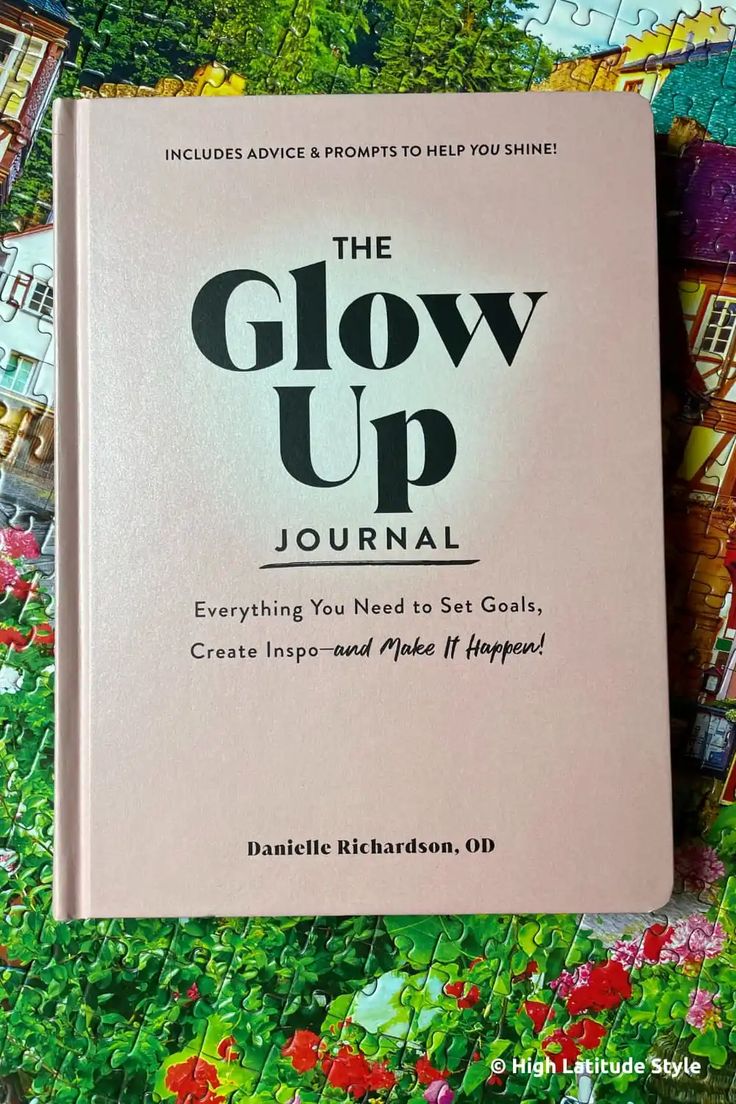 INCLUDES ADVICE & PROMPTS TO HELP YOU SHINE!
THE
Glow
Up
JOURNAL
Everything You Need to Set Goals,
Create Inspo—and Make It Happen!
Danielle Richardson, OD
© High Latitude Style